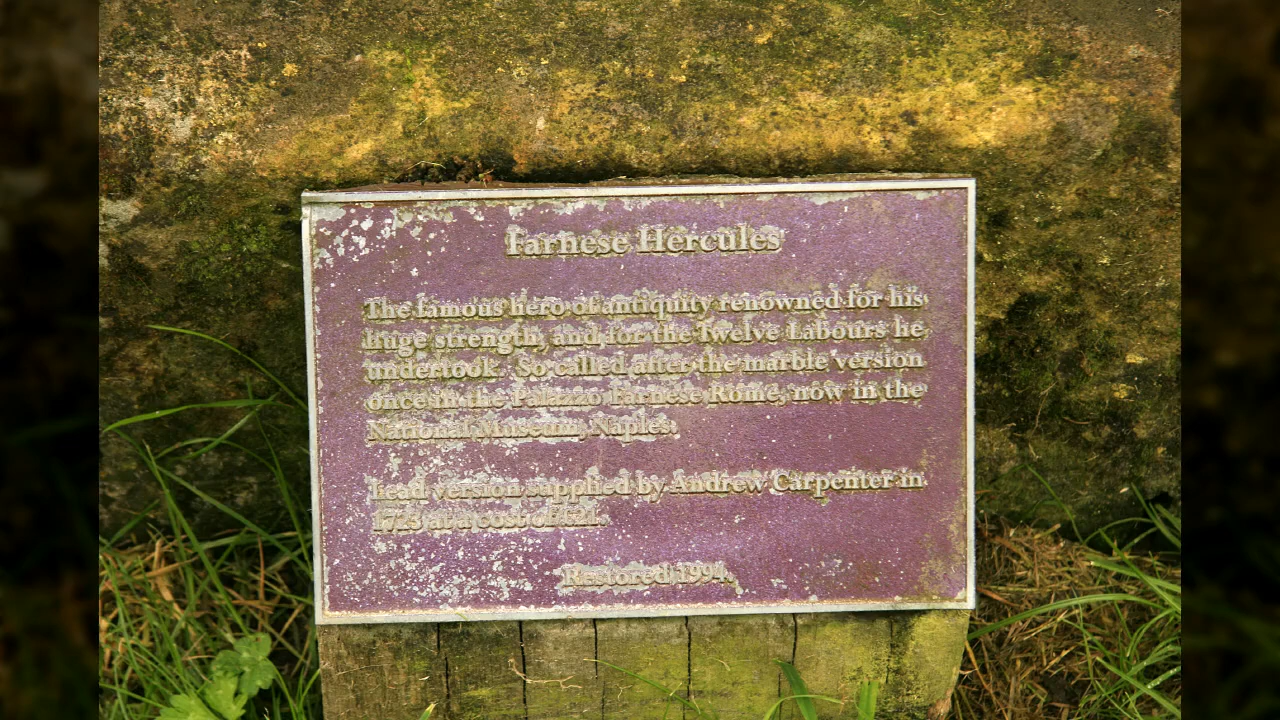 Farnese Hercules
The famous hero of antiquity renowned for his
huge strength, and for the Twelve Labours he
undertook. So called after the marble version
once in the Palazzo Farnese Rome, now in the
National Museum, Naples.
Lead version supplied by Andrew Carpenter in
1723 at a cost of
Restored 1994.